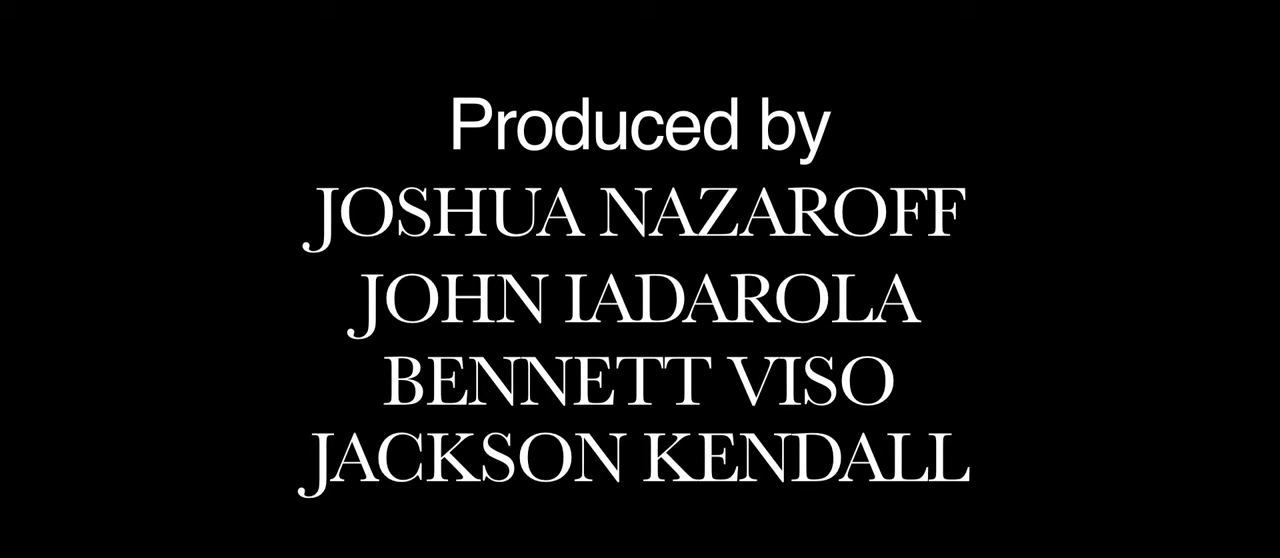 Produced by
JOSHUA NAZAROFF
JOHN IADAROLA
BENNETT VISO
JACKSON KENDALL